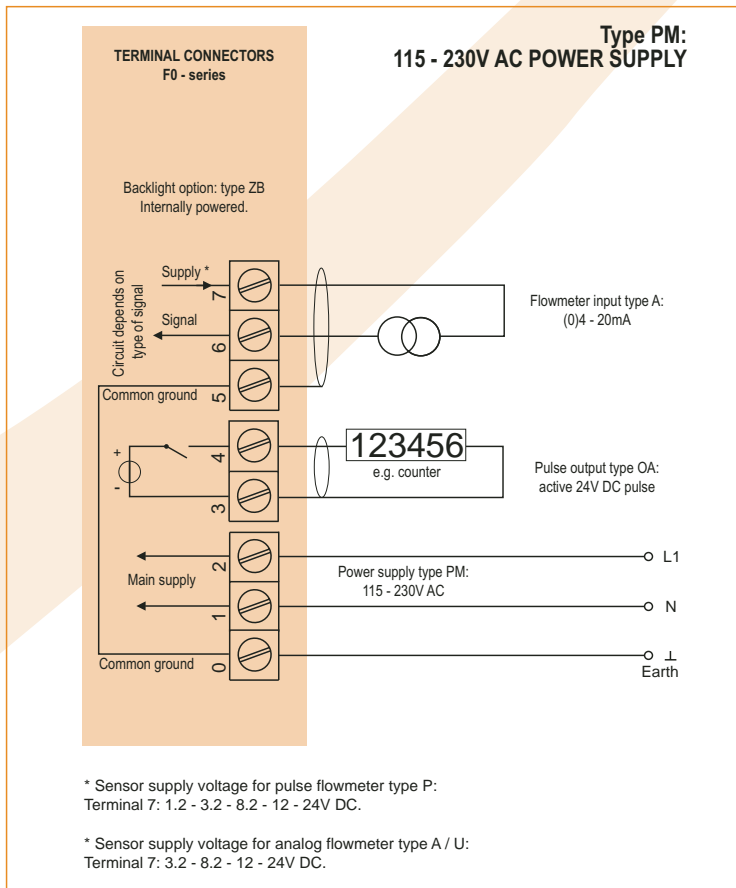 Type PM:
115 - 230V AC POWER SUPPLY
TERMINAL CONNECTORS
F0 - series
Backlight option: type ZB
Internally powered.
Circuit depends on
type of signal
Supply *
7
Signal
6
Common ground
5
Flowmeter input type A:
(0)4 - 20mA
+
-
4
3
123456
e.g. counter
Pulse output type OA:
active 24V DC pulse
Main supply
2
1
Power supply type PM:
115 - 230V AC
L1
N
Common ground
0
Earth
* Sensor supply voltage for pulse flowmeter type P:
Terminal 7: 1.2 - 3.2 - 8.2 - 12 - 24V DC.
* Sensor supply voltage for analog flowmeter type A / U:
Terminal 7: 3.2 - 8.2 - 12 - 24V DC.